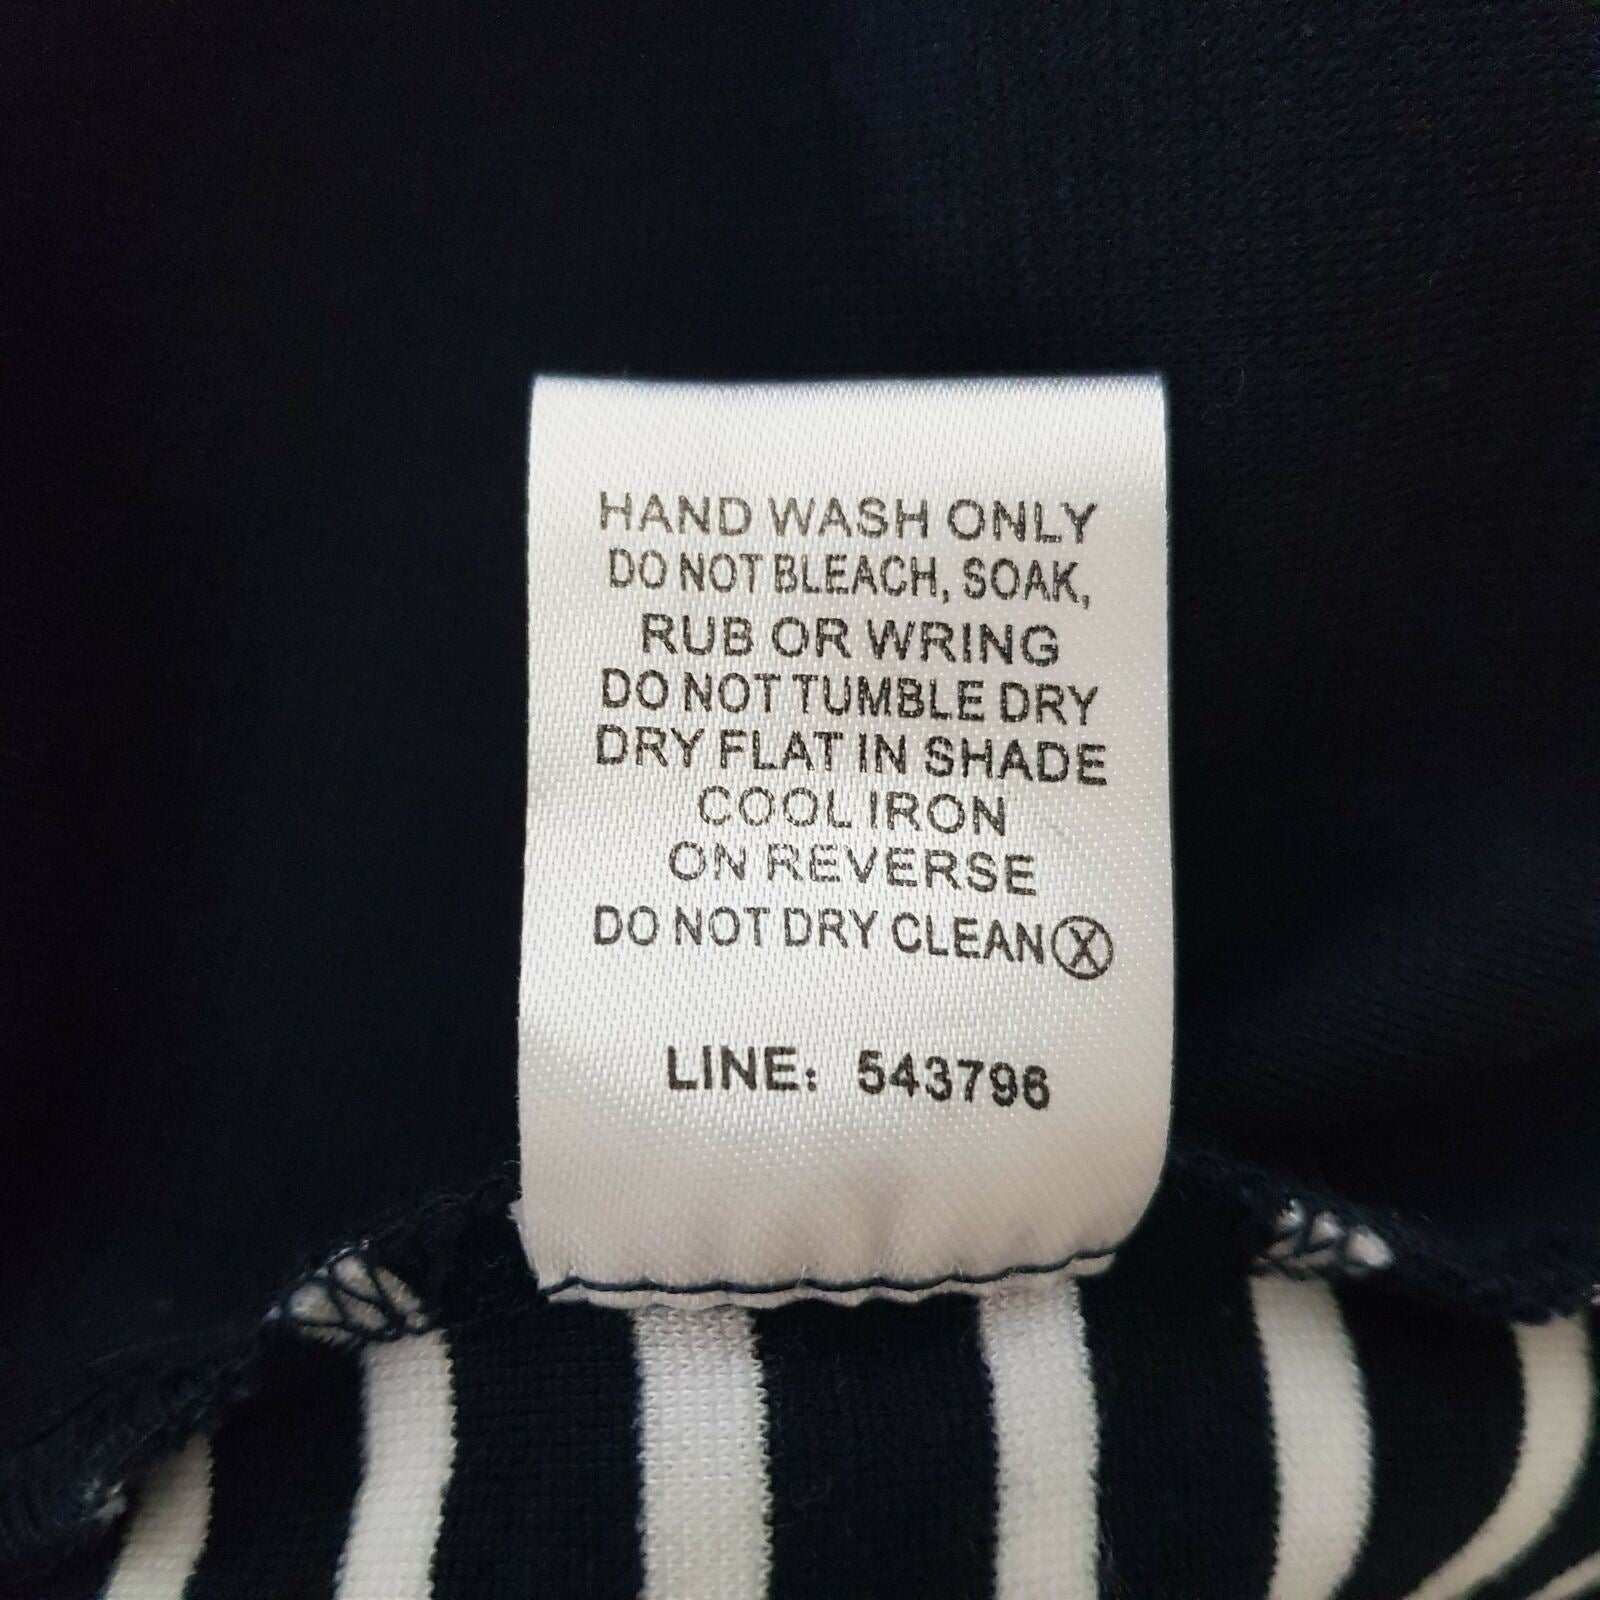 HAND WASH ONLY
DO NOT BLEACH, SOAK,
RUB OR WRING
DO NOT TUMBLE DRY
DRY FLAT IN SHADE
COOL IRON
ON REVERSE
DO NOT DRY CLEAN Ⓧ
LINE: 543796